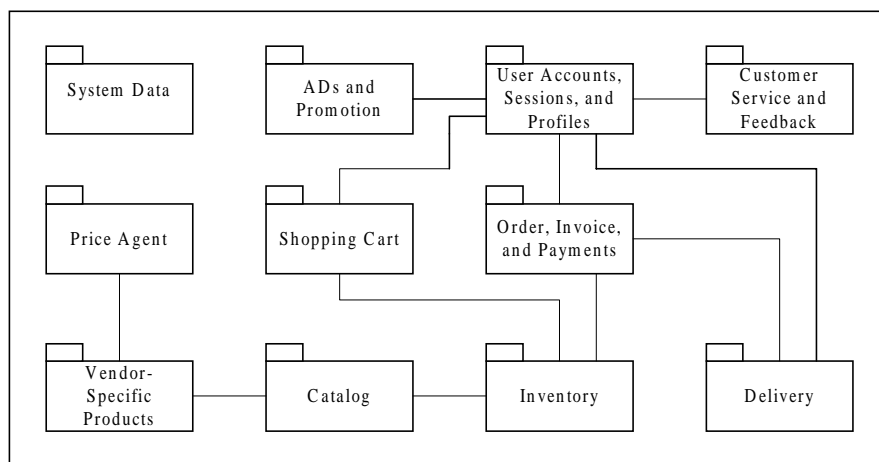 System Data
ADs and
Promotion
User Accounts,
Sessions, and
Profiles
Customer
Service and
Feedback
Price Agent
Shopping Cart
Order, Invoice,
and Payments
Vendor-
Specific
Products
Catalog
Inventory
Delivery